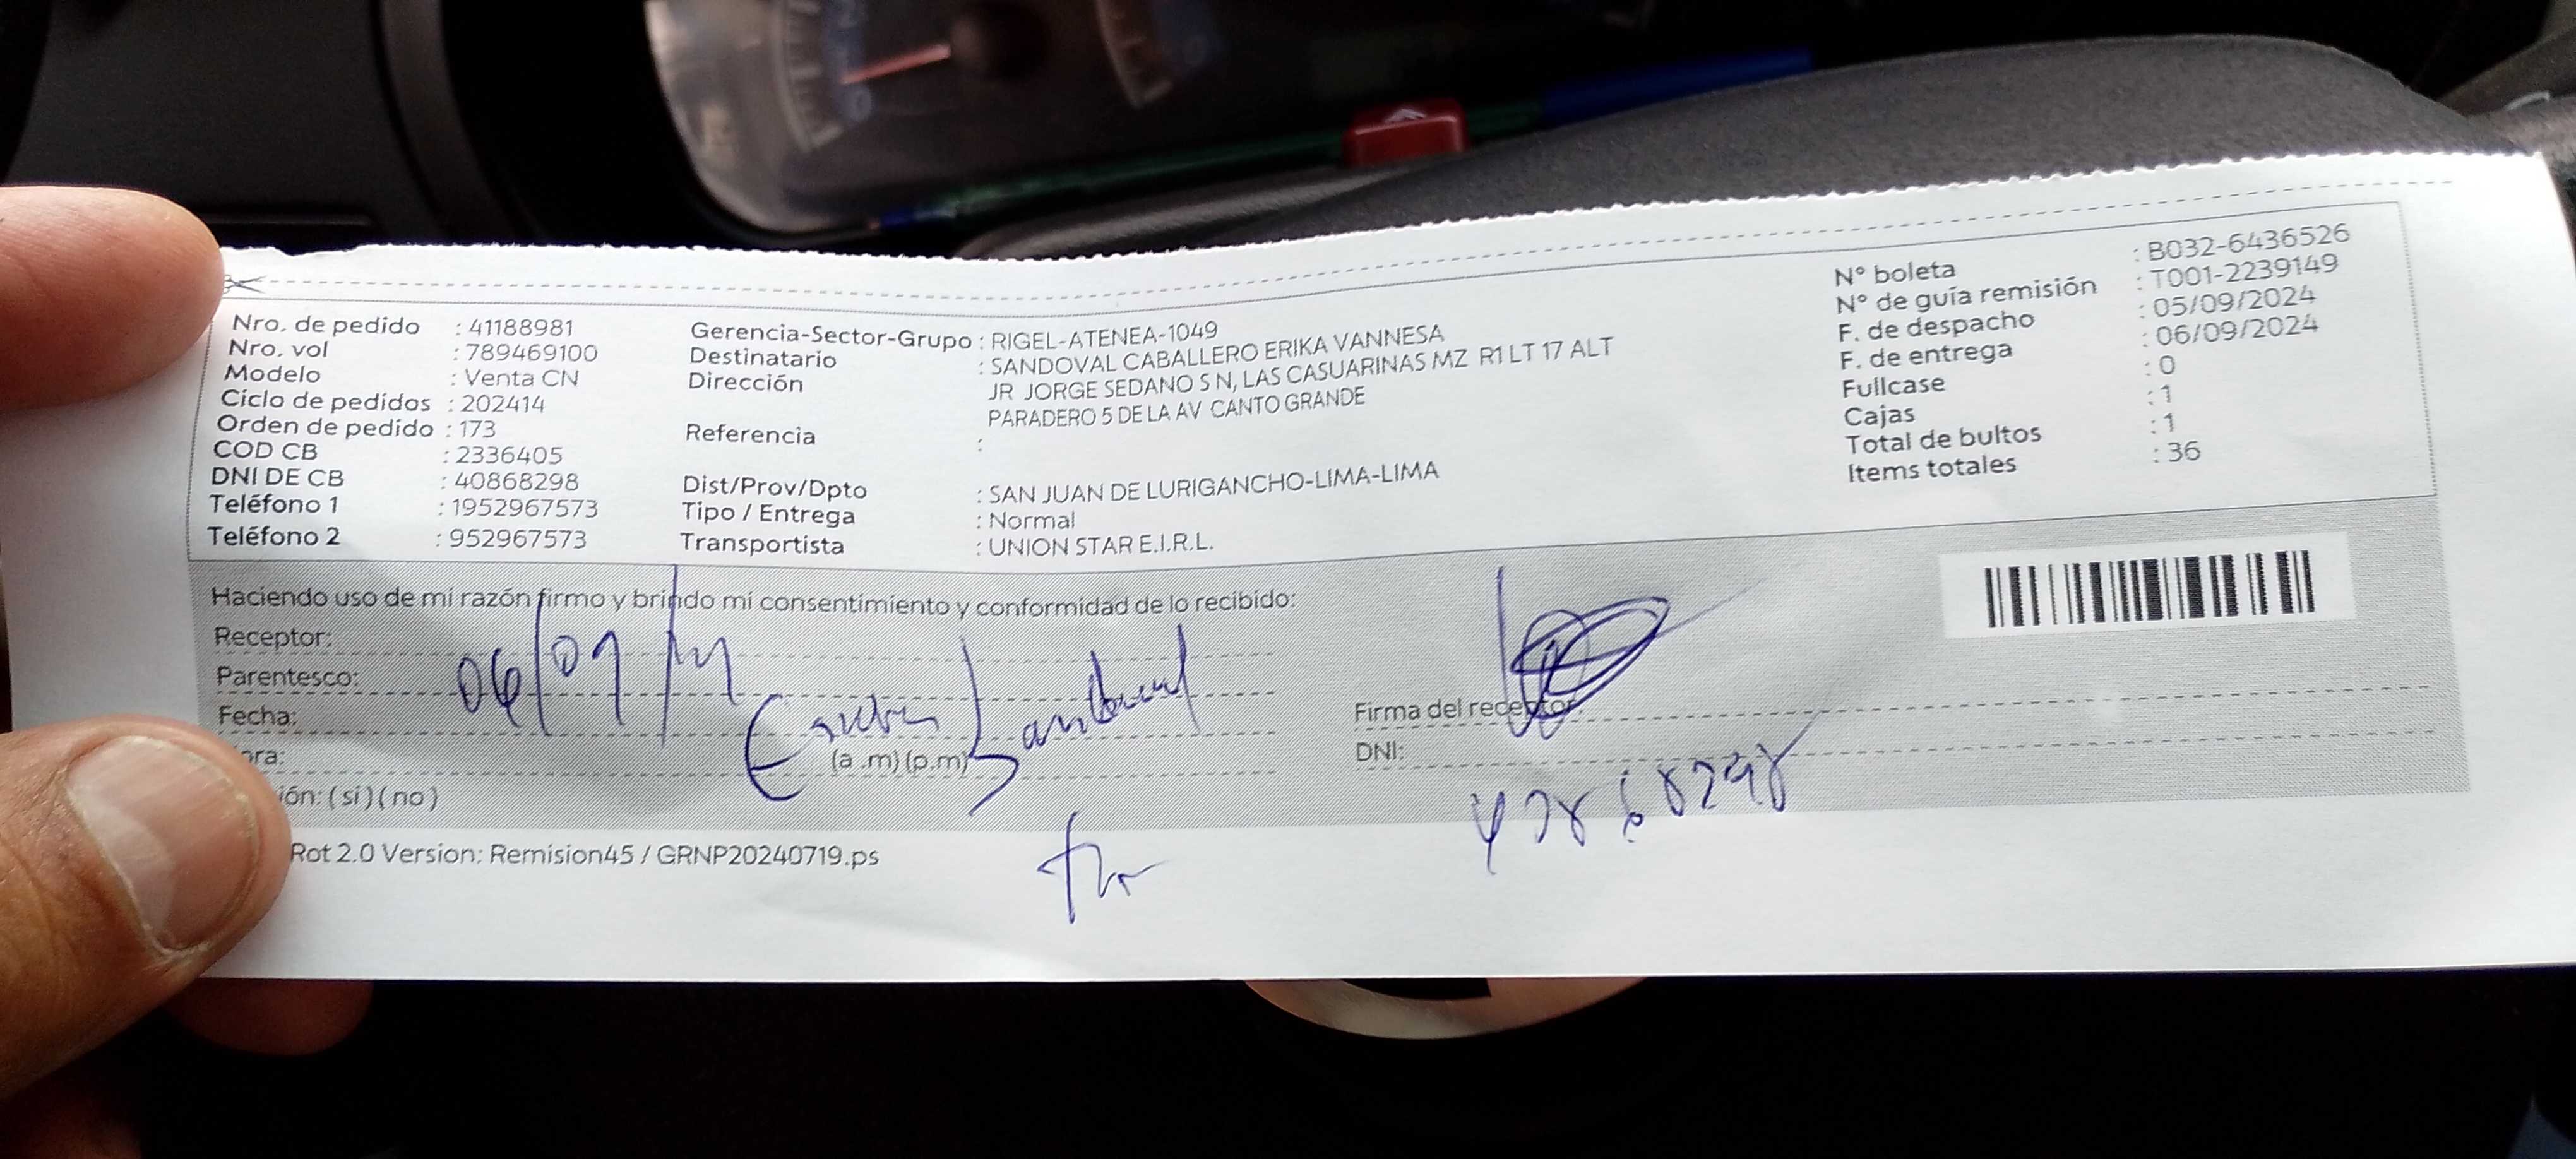 Nro. de pedido : 41188981
Nro. vol : 789469100
Modelo : Venta CN
Ciclo de pedidos : 202414
Orden de pedido : 173
COD CB : 2336405
DNI DE CB : 40868298
Teléfono 1 : 1952967573
Teléfono 2 : 952967573
Gerencia-Sector-Grupo : RIGEL-ATENEA-1049
Destinatario : SANDOVAL CABALLERO ERIKA VANNESA
Dirección JR JORGE SEDANO S N, LAS CASUARINAS MZ R1 LT 17 ALT
PARADERO 5 DE LA AV CANTO GRANDE
Referencia :
Dist/Prov/Dpto : SAN JUAN DE LURIGANCHO-LIMA-LIMA
Tipo / Entrega : Normal
Transportista : UNION STAR E.I.R.L.
N° boleta : B032-6436526
N° de guía remisión : T001-2239149
F. de despacho : 05/09/2024
F. de entrega : 06/09/2024
Fullcase : 0
Cajas : 1
Total de bultos : 1
Items totales : 36
Haciendo uso de mi razón firmo y brindo mi consentimiento y conformidad de lo recibido:
Receptor:
Parentesco:
Fecha: 06/09/
ora: (a .m) (p.m)
ión: ( si ) ( no )
Firma del receptor:
DNI:
Rot 2.0 Version: Remision45 / GRNP20240719.ps